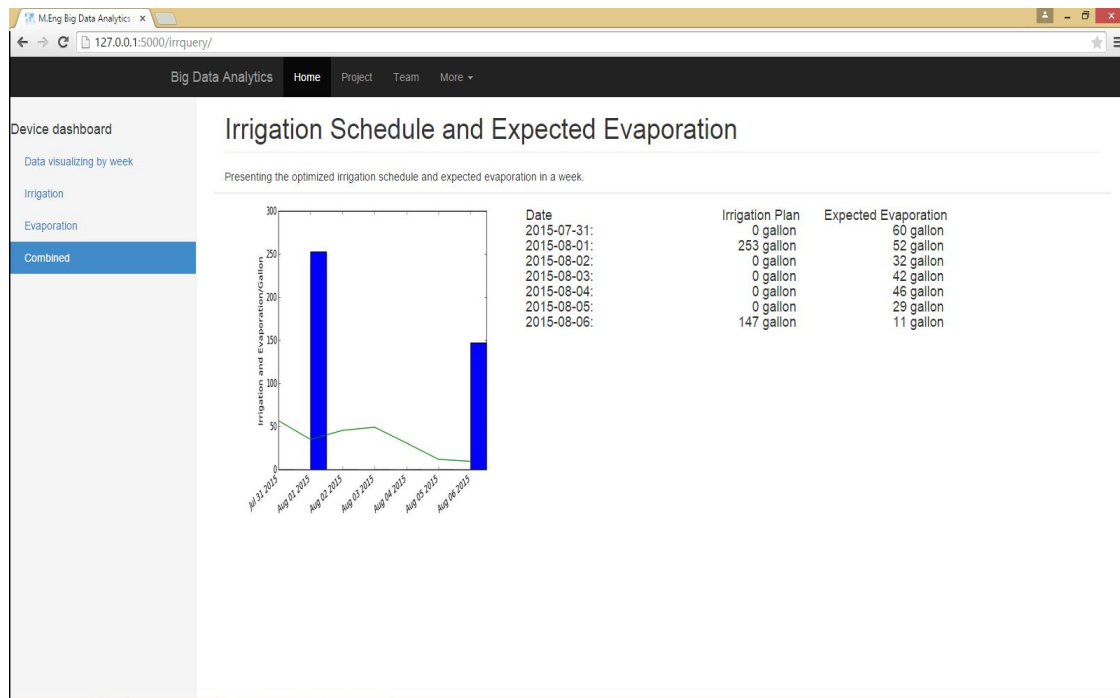 M.Eng Big Data Analytics
127.0.0.1:5000/irrquery/
Big Data Analytics Home Project Team More
Device dashboard
Data visualizing by week
Irrigation
Evaporation
Combined
Irrigation Schedule and Expected Evaporation
Presenting the optimized irrigation schedule and expected evaporation in a week.
Irrigation and Evaporation/Gallon
300
250
200
150
100
50
0
Jul 31 2015
Aug 01 2015
Aug 02 2015
Aug 03 2015
Aug 04 2015
Aug 05 2015
Aug 06 2015
Date Irrigation Plan Expected Evaporation
2015-07-31: 0 gallon 60 gallon
2015-08-01: 253 gallon 52 gallon
2015-08-02: 0 gallon 32 gallon
2015-08-03: 0 gallon 42 gallon
2015-08-04: 0 gallon 46 gallon
2015-08-05: 0 gallon 29 gallon
2015-08-06: 147 gallon 11 gallon